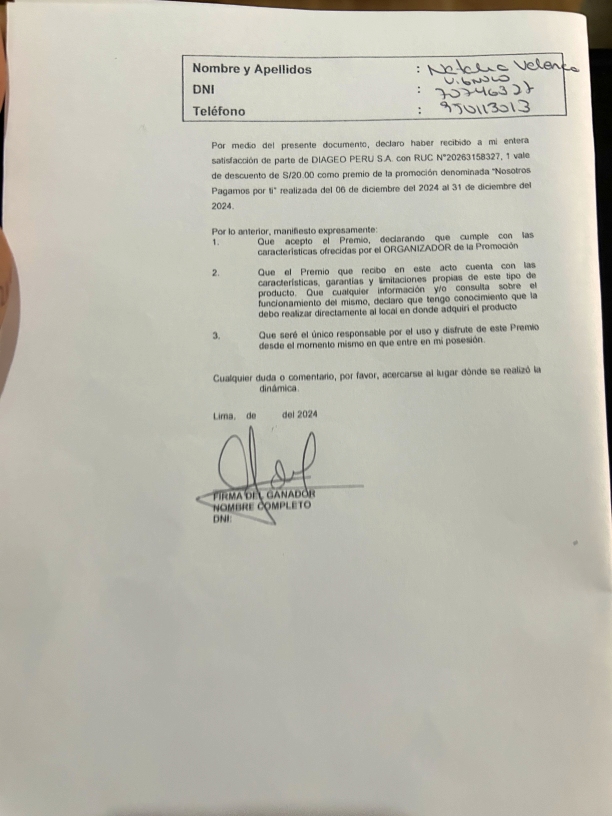 Nombre y Apellidos : Natalia Velance
DNI : 70746327
Teléfono : 950113013
Por medio del presente documento, declaro haber recibido a mi entera
satisfacción de parte de DIAGEO PERU S.A. con RUC N°20263158327, 1 vale
de descuento de S/20.00 como premio de la promoción denominada "Nosotros
Pagamos por ti" realizada del 06 de diciembre del 2024 al 31 de diciembre del
2024.
Por lo anterior, manifiesto expresamente:
1. Que acepto el Premio, declarando que cumple con las
características ofrecidas por el ORGANIZADOR de la Promoción
2. Que el Premio que recibo en este acto cuenta con las
características, garantías y limitaciones propias de este tipo de
producto. Que cualquier información y/o consulta sobre el
funcionamiento del mismo, declaro que tengo conocimiento que la
debo realizar directamente al local en donde adquirí el producto
3. Que seré el único responsable por el uso y disfrute de este Premio
desde el momento mismo en que entre en mi posesión.
Cualquier duda o comentario, por favor, acercarse al lugar dónde se realizó la
dinámica.
Lima, de del 2024
FIRMA DEL GANADOR
NOMBRE COMPLETO
DNI: